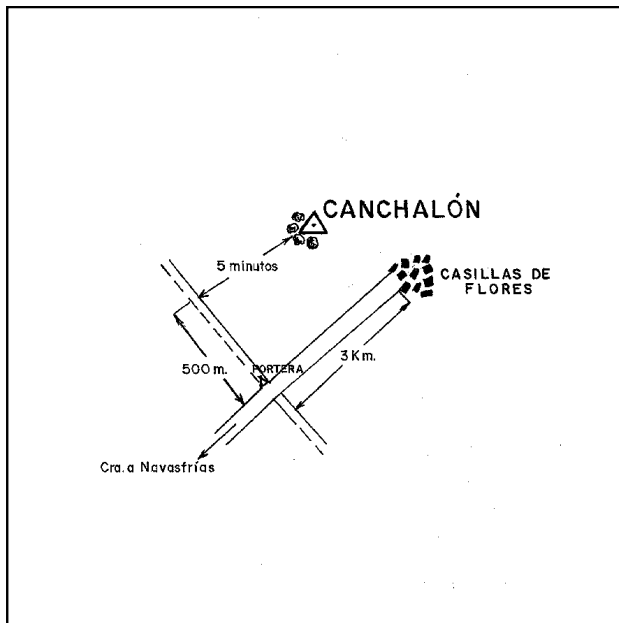 CANCHALÓN
5 minutos
CASILLAS DE
FLORES
3 Km.
500 m.
PORTERA
Cra. a Navasfrías